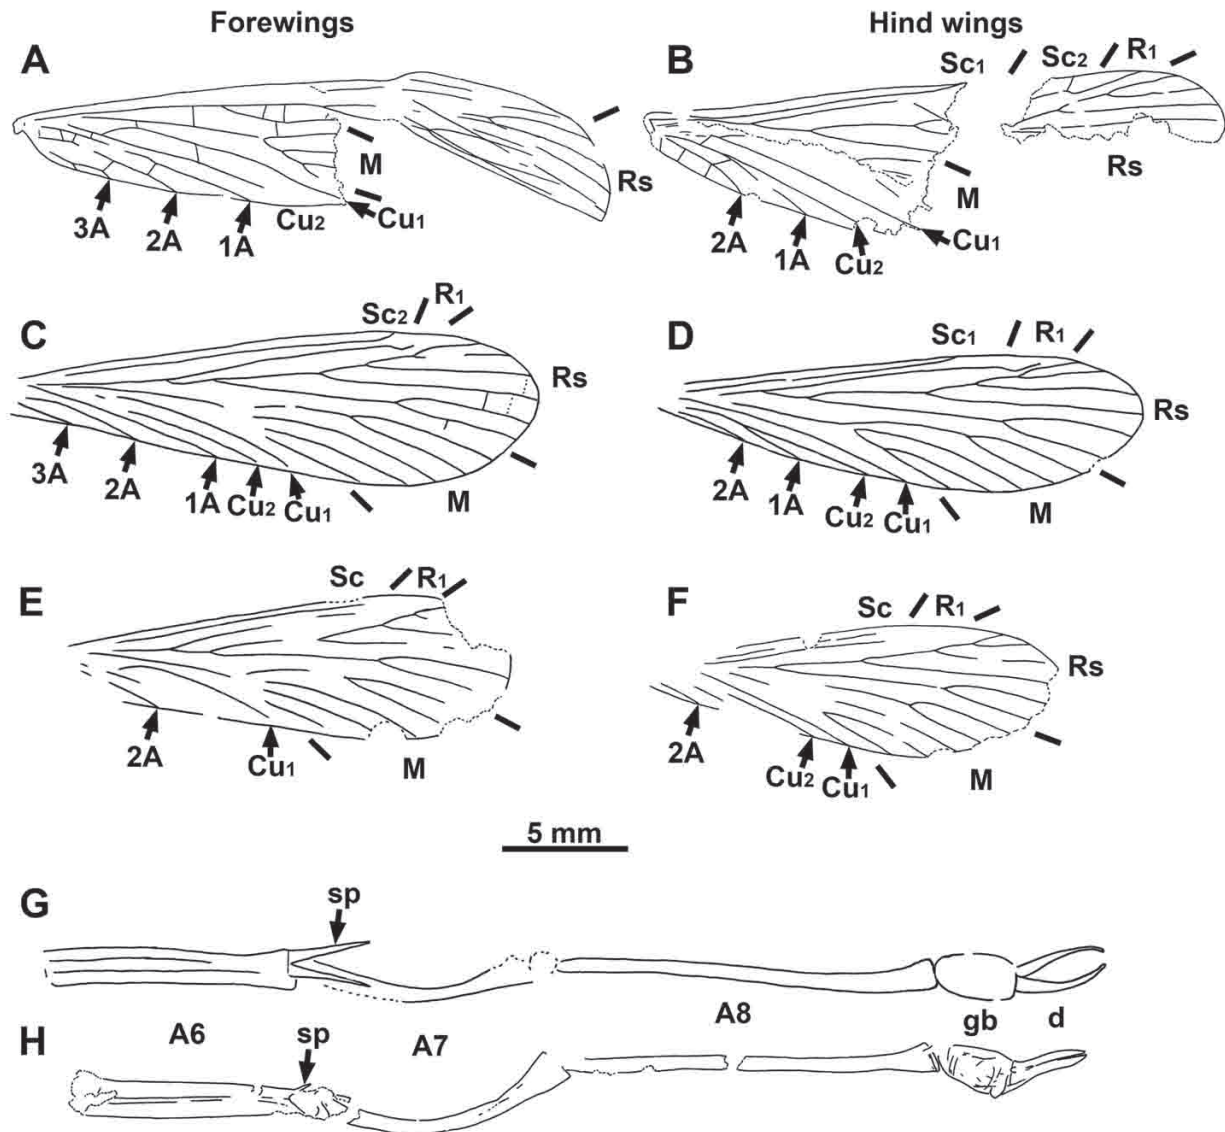 Forewings
Hind wings
A
B
Sc1
Sc2
R1
M
Rs
Cu1
Cu2
1A
2A
3A
Rs
M
Cu1
Cu2
1A
2A
C
Sc2
R1
D
Sc1
R1
Rs
Rs
3A
2A
1A
Cu2
Cu1
M
2A
1A
Cu2
Cu1
M
E
Sc
R1
F
Sc
R1
Rs
2A
Cu1
M
2A
Cu2
Cu1
M
5 mm
G
sp
H
A6
sp
A7
A8
gb
d